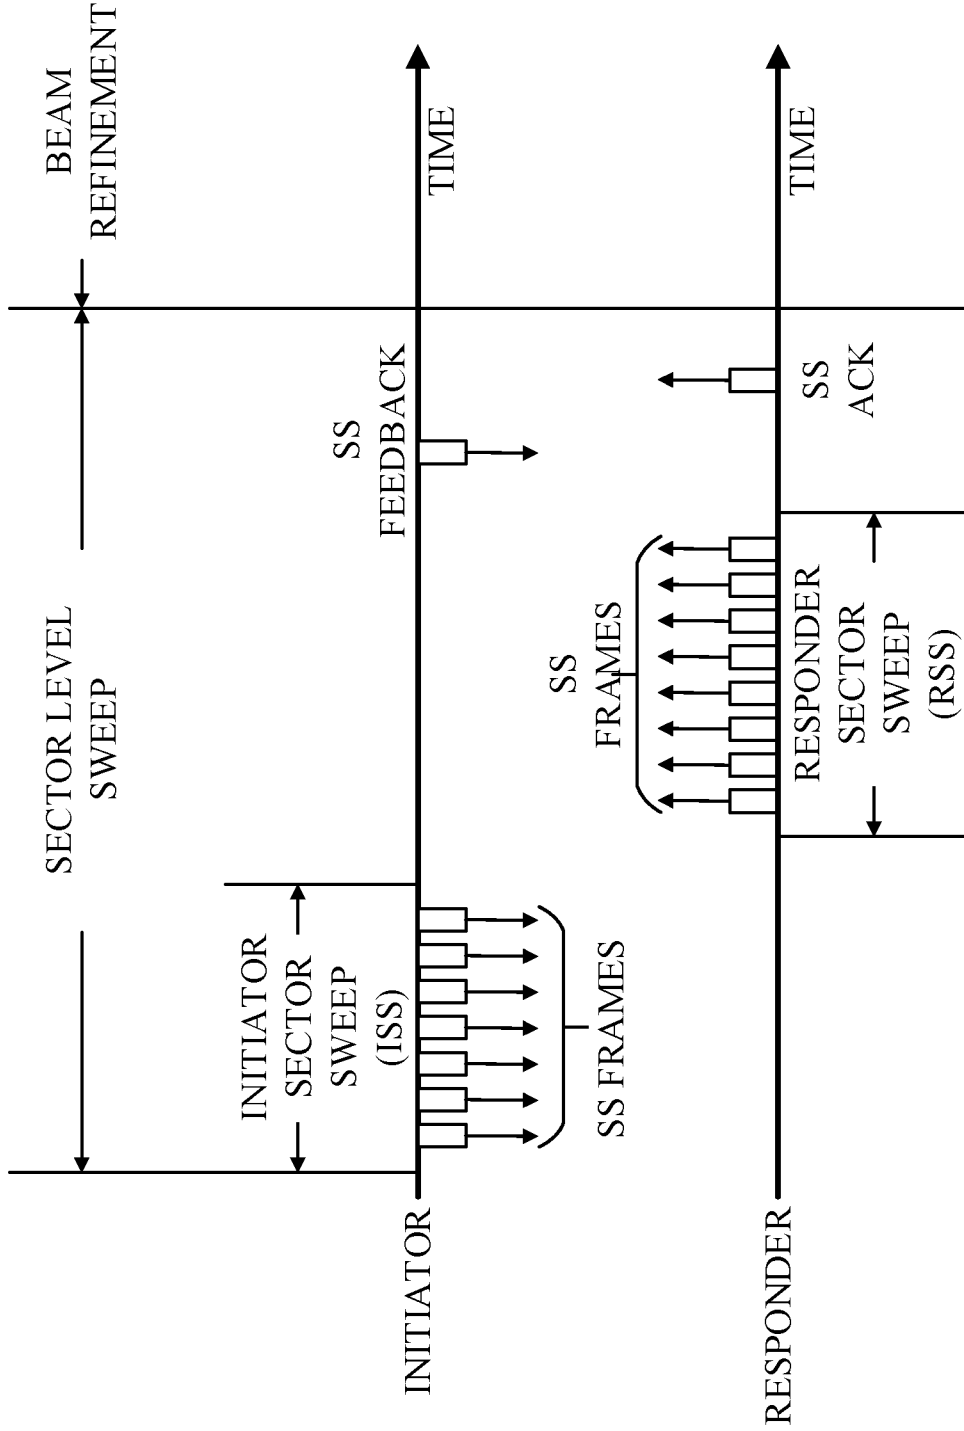 SECTOR LEVEL
SWEEP
BEAM
REFINEMENT
INITIATOR
SECTOR
SWEEP
(ISS)
SS
FEEDBACK
INITIATOR
TIME
SS FRAMES
SS
FRAMES
RESPONDER
TIME
RESPONDER
SECTOR
SWEEP
(RSS)
SS
ACK